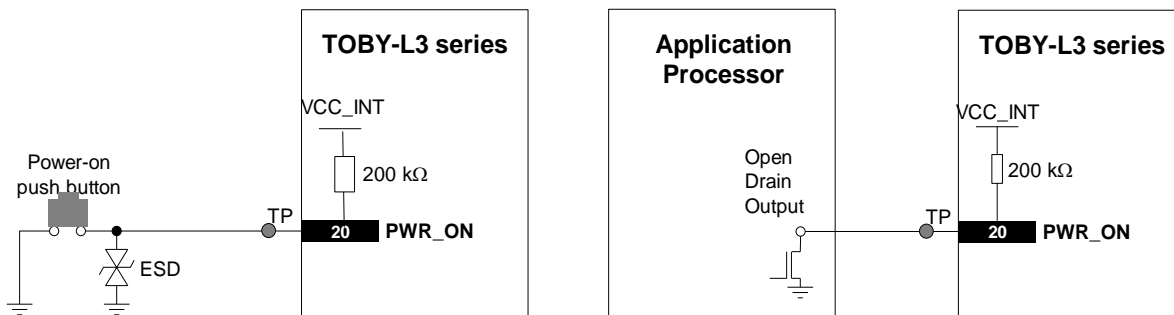 TOBY-L3 series
VCC_INT
200 kΩ
Power-on
push button
TP
20
PWR_ON
ESD
Application
Processor
Open
Drain
Output
TOBY-L3 series
VCC_INT
200 kΩ
TP
20
PWR_ON